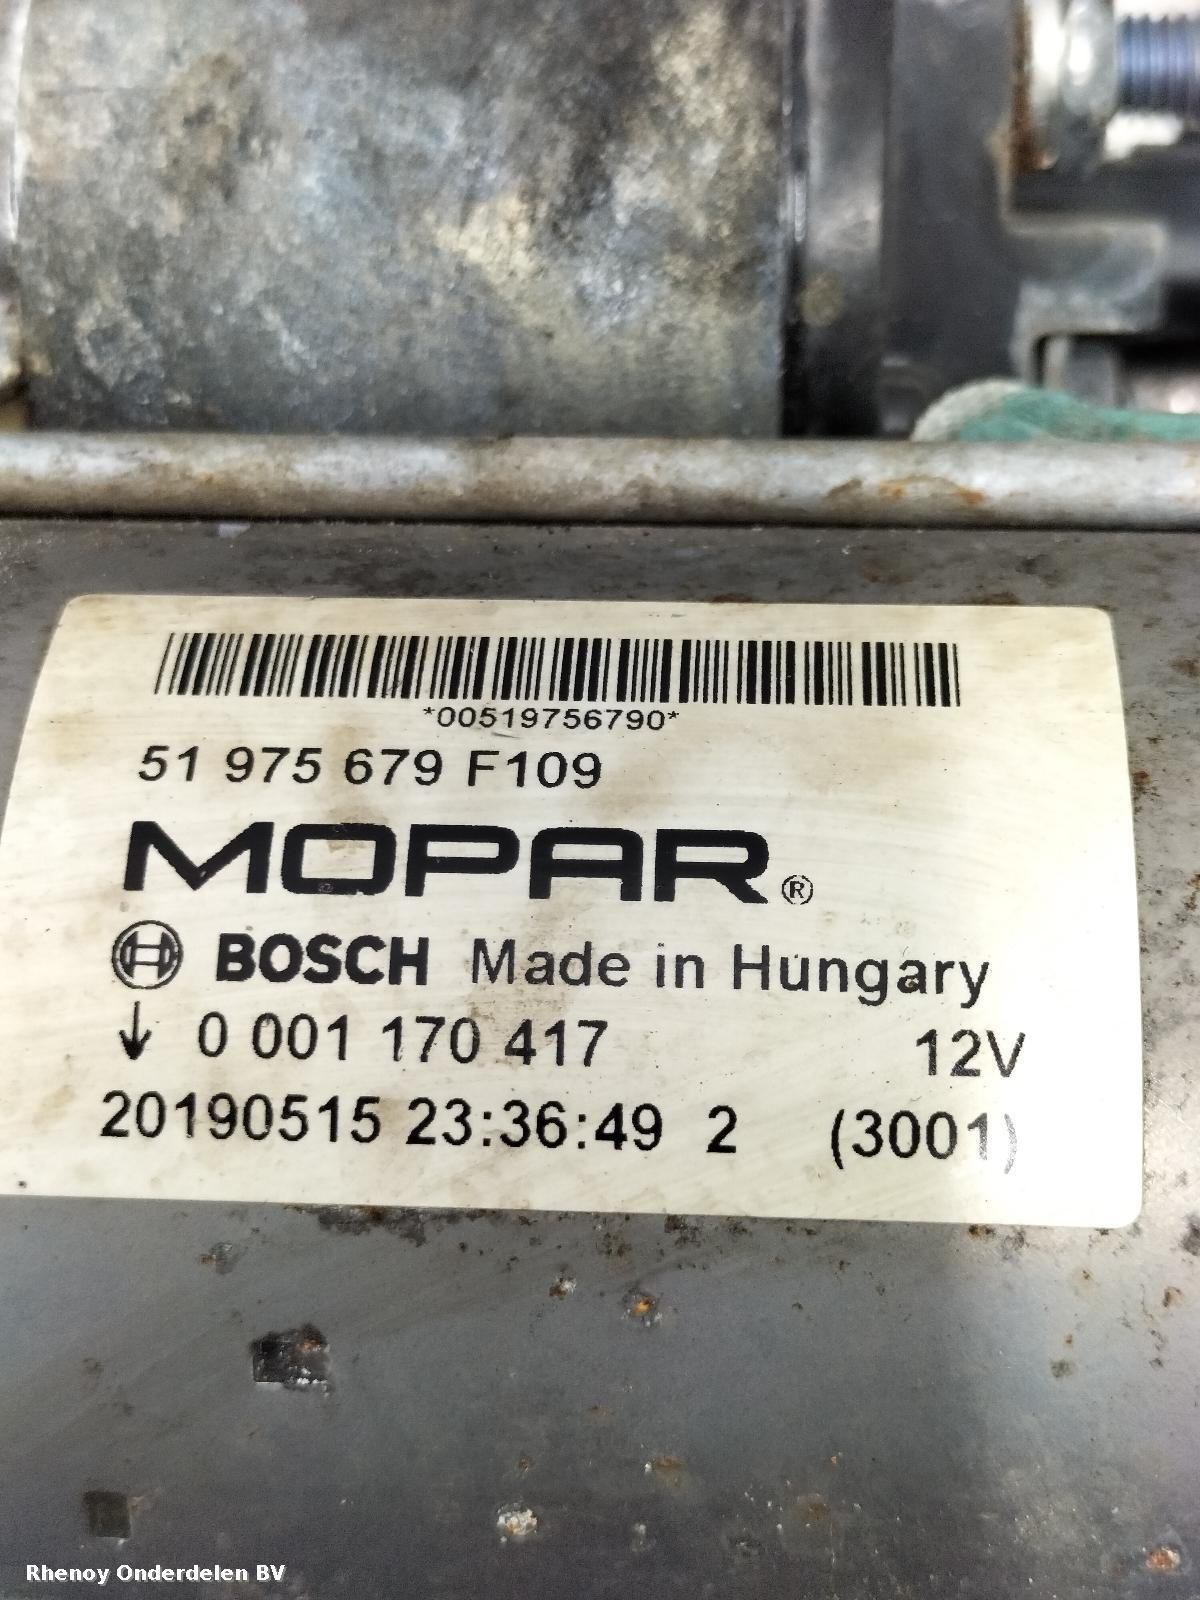 *00519756790*
51 975 679 F109
MOPAR®
BOSCH Made in Hungary
↓ 0 001 170 417 12V
20190515 23:36:49 2 (3001)
Rhenoy Onderdelen BV